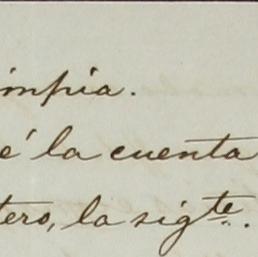 impia.
é la cuenta
tero, la sigte.